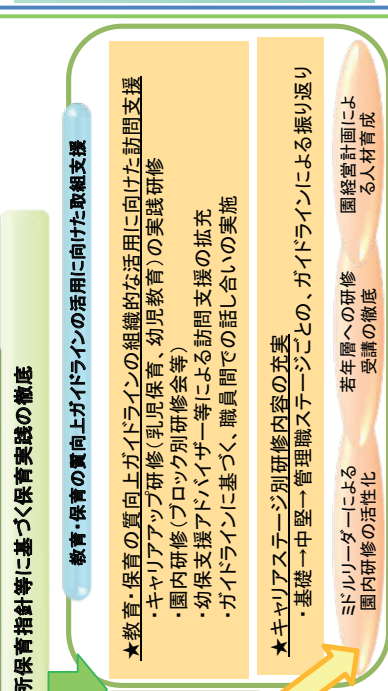 所保育指針等に基づく保育実践の徹底
教育・保育の質向上ガイドラインの活用に向けた取組支援
★教育・保育の質向上ガイドラインの組織的な活用に向けた訪問支援
・キャリアアップ研修(乳児保育、幼児教育)の実践研修
・園内研修(ブロック別研修会等)
・幼保支援アドバイザー等による訪問支援の拡充
・ガイドラインに基づく、職員間での話し合いの実施
★キャリアステージ別研修内容の充実
・基礎→中堅→管理職ステージごとの、ガイドラインによる振り返り
ミドルリーダーによる
園内研修の活性化
若年層への研修
受講の徹底
園経営計画によ
る人材育成